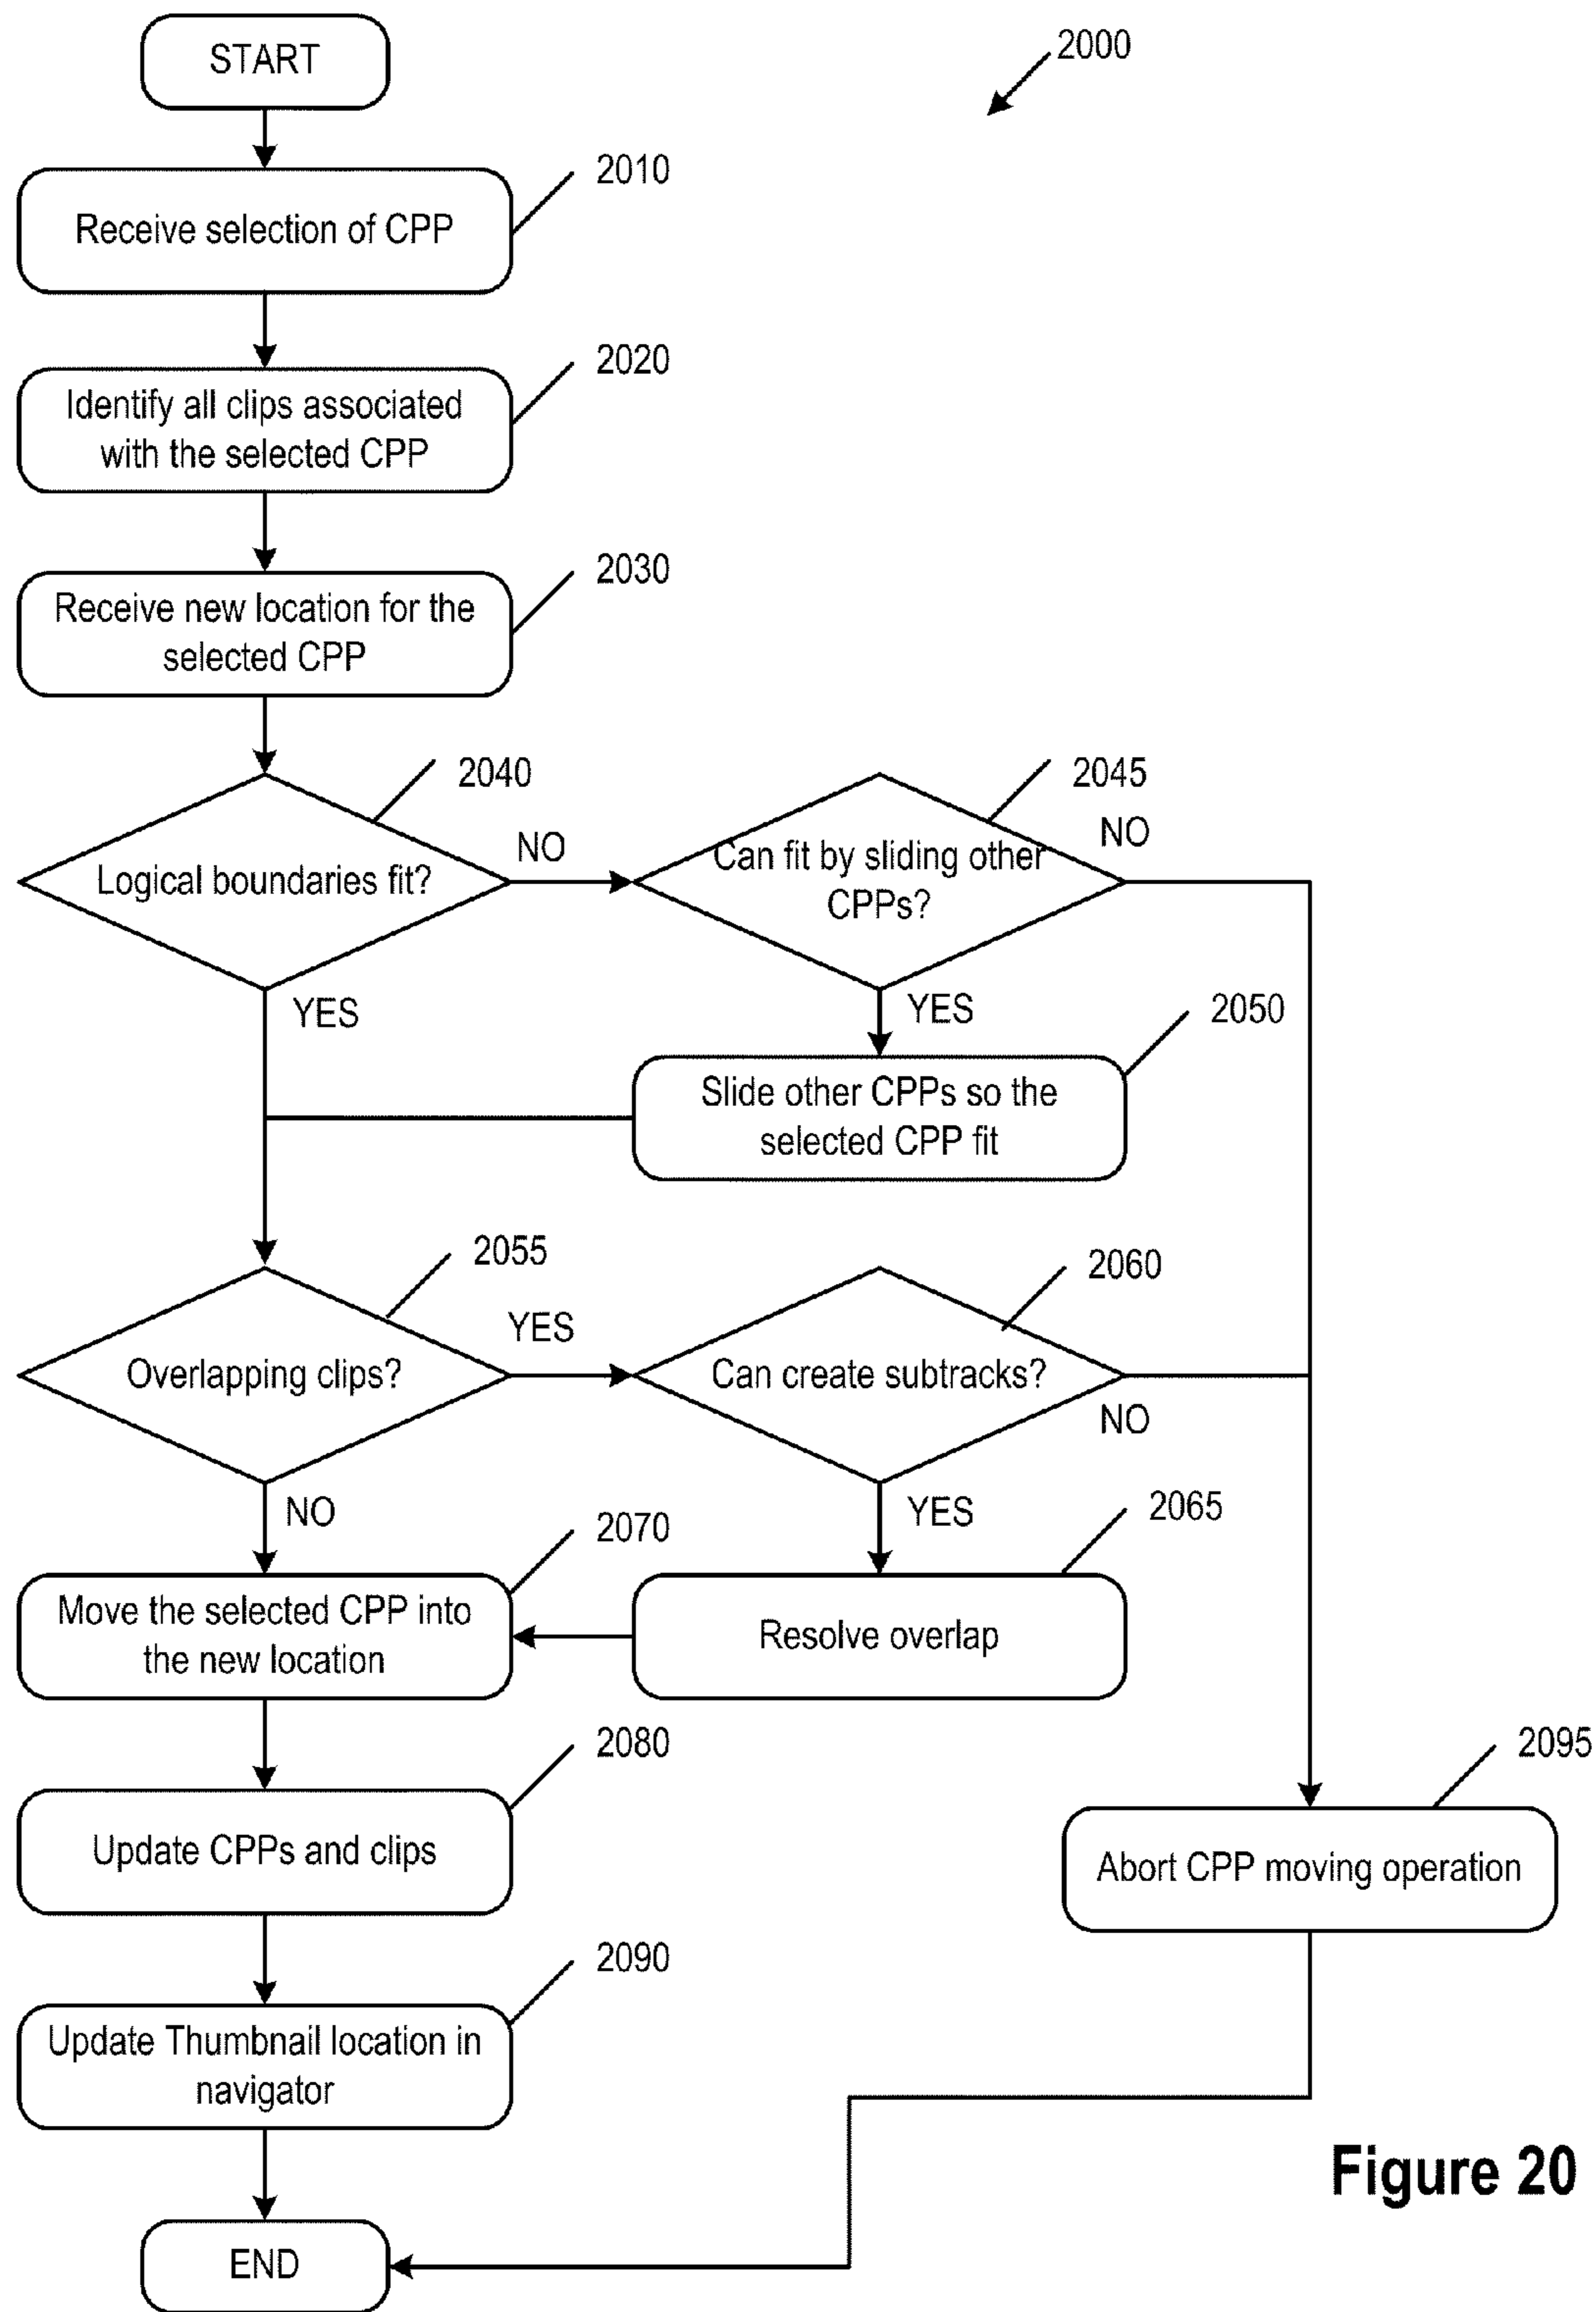 START
2000
2010
Receive selection of CPP
2020
Identify all clips associated
with the selected CPP
2030
Receive new location for the
selected CPP
2040
Logical boundaries fit?
NO
2045
Can fit by sliding other
CPPs?
NO
YES
YES
2050
Slide other CPPs so the
selected CPP fit
2055
Overlapping clips?
YES
2060
Can create subtracks?
NO
NO
YES
2065
Resolve overlap
2070
Move the selected CPP into
the new location
2080
Update CPPs and clips
2095
Abort CPP moving operation
2090
Update Thumbnail location in
navigator
END
Figure 20